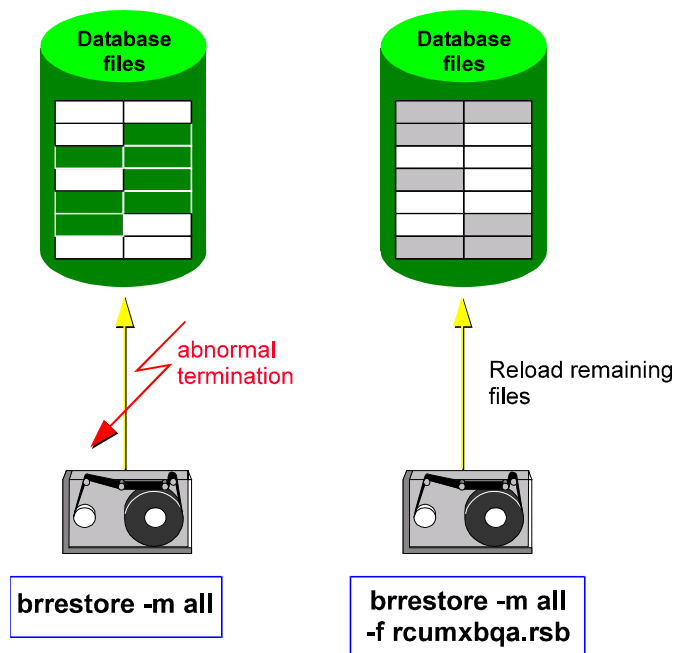 Database
files
abnormal
termination
brrestore -m all
Database
files
Reload remaining
files
brrestore -m all
-f rcumxbqa.rsb